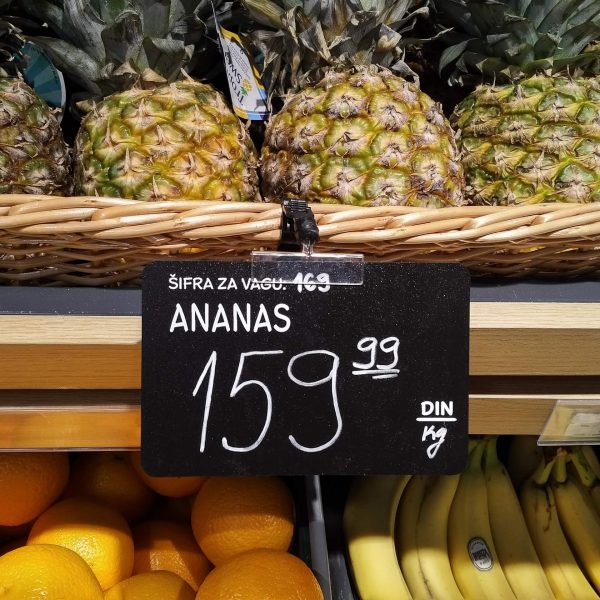 ŠIFRA ZA VAGU: 169
ANANAS
159 99
DIN
Kg